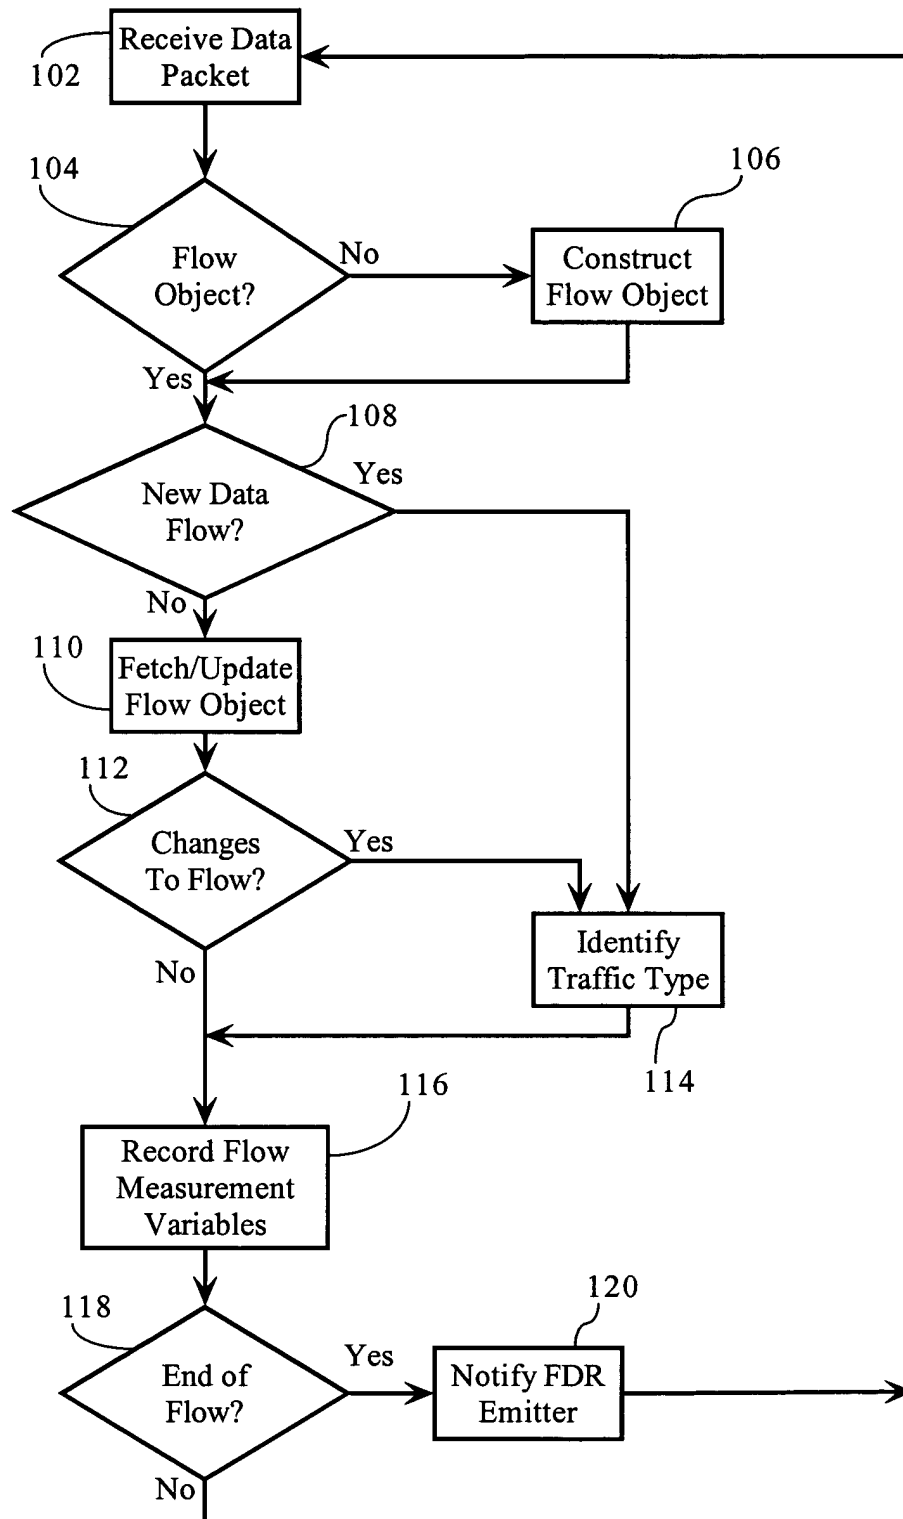 Receive Data
Packet
102
104
106
Flow
Object?
No
Construct
Flow Object
Yes
108
New Data
Flow?
Yes
No
110
Fetch/Update
Flow Object
112
Changes
To Flow?
Yes
No
Identify
Traffic Type
114
116
Record Flow
Measurement
Variables
118
120
End of
Flow?
Yes
Notify FDR
Emitter
No